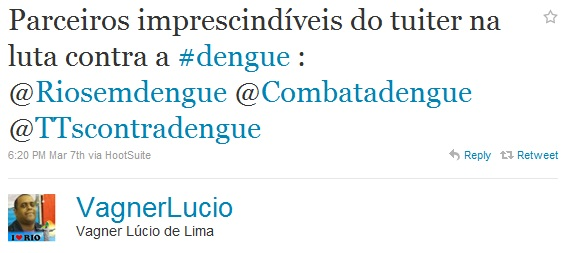 Parceiros imprescindíveis do tuiter na
luta contra a #dengue :
@Riosemdengue @Combatadengue
@TTscontradengue
6:20 PM Mar 7th via HootSuite
Reply Retweet
VagnerLucio
I ❤ RIO
Vagner Lúcio de Lima